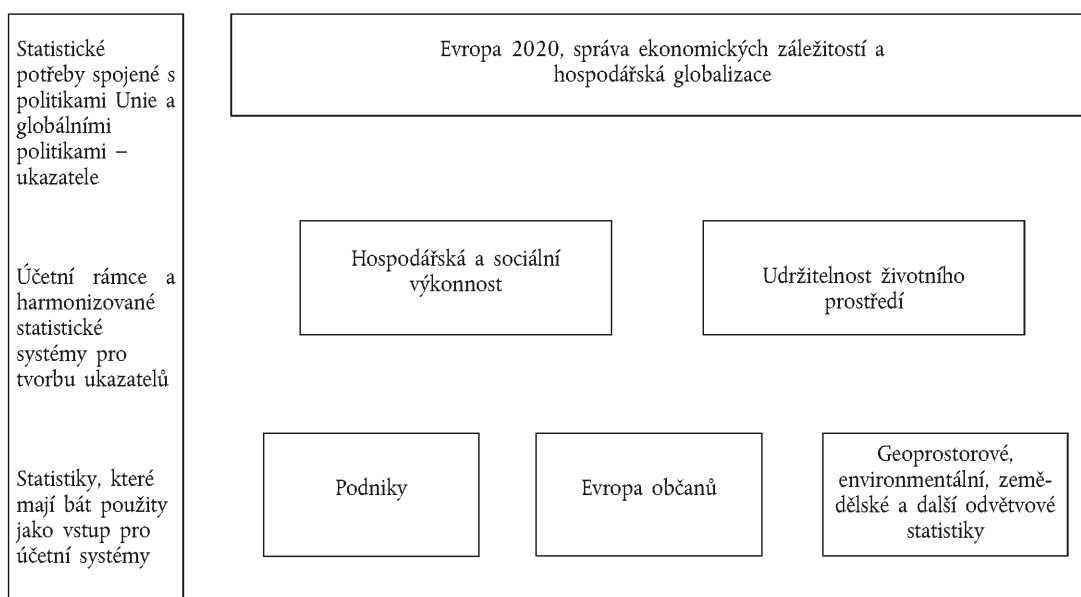 Statistické
potřeby spojené s
politikami Unie a
globálními
politikami –
ukazatele
Evropa 2020, správa ekonomických záležitostí a
hospodářská globalizace
Účetní rámce a
harmonizované
statistické
systémy pro
tvorbu ukazatelů
Hospodářská a sociální
výkonnost
Udržitelnost životního
prostředí
Statistiky, které
mají bát použity
jako vstup pro
účetní systémy
Podniky
Evropa občanů
Geoprostorové,
environmentální, země-
dělské a další odvětvové
statistiky